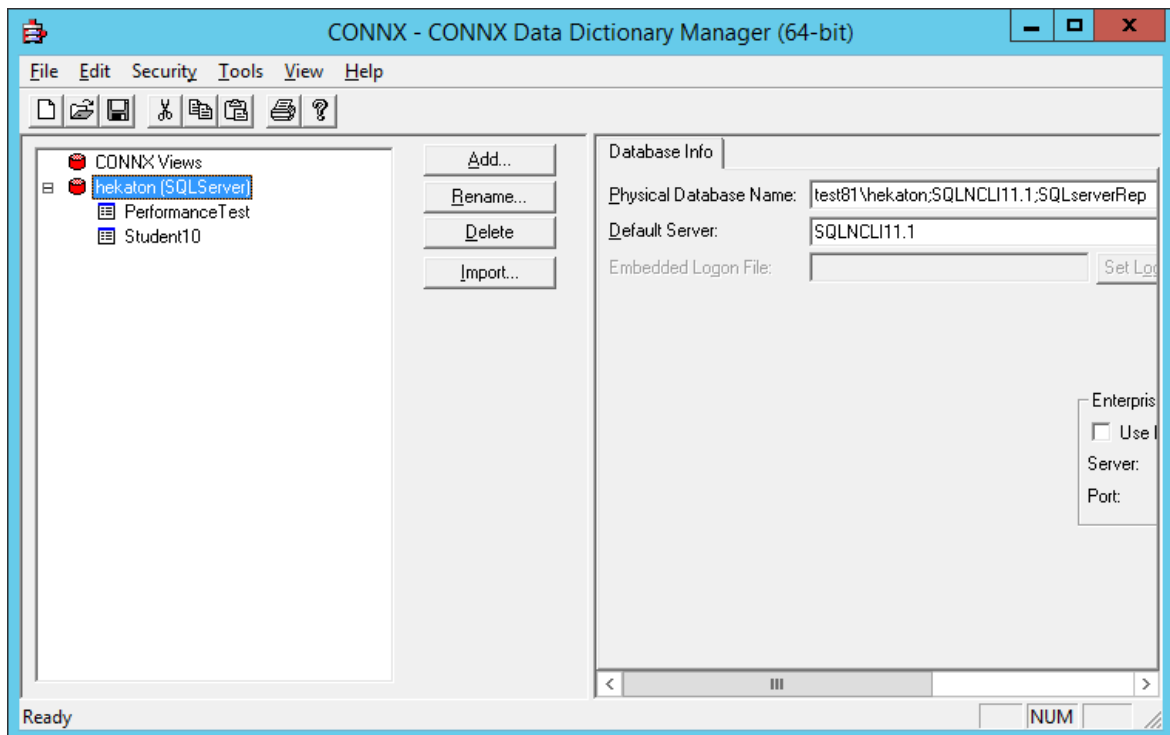 CONNX - CONNX Data Dictionary Manager (64-bit)
File Edit Security Tools View Help
CONNX Views
hekaton (SQLServer)
PerformanceTest
Student10
Add...
Rename...
Delete
Import...
Database Info
Physical Database Name: test81\hekaton;SQLNCLI11.1;SQLserverRep
Default Server: SQLNCLI11.1
Embedded Logon File: Set Log
Enterpris
Use
Server:
Port:
Ready
NUM